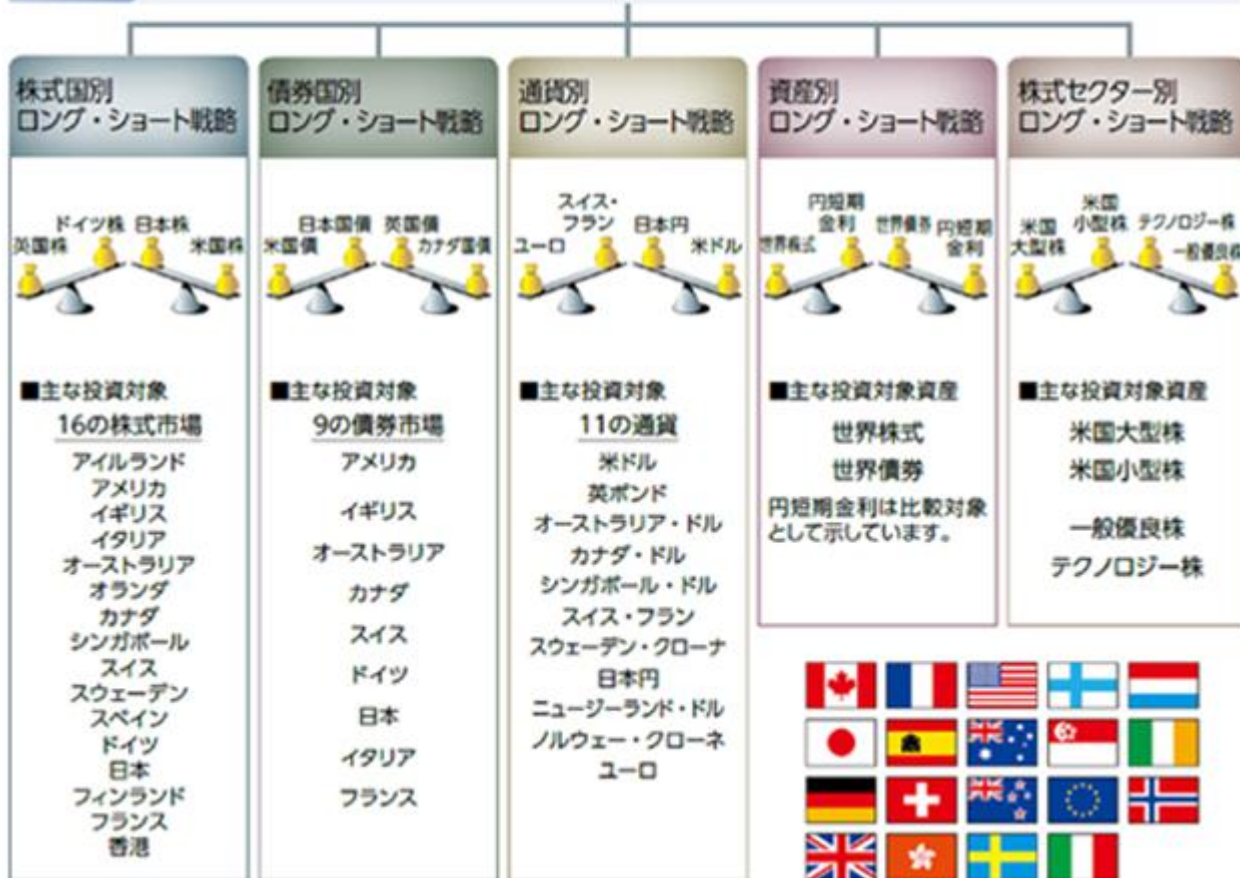 株式国別
ロング・ショート戦略
ドイツ株 日本株
英国株 米国株
■主な投資対象
16の株式市場
アイルランド
アメリカ
イギリス
イタリア
オーストラリア
オランダ
カナダ
シンガポール
スイス
スウェーデン
スペイン
ドイツ
日本
フィンランド
フランス
香港
債券国別
ロング・ショート戦略
日本国債 英国債
米国債 カナダ国債
■主な投資対象
9の債券市場
アメリカ
イギリス
オーストラリア
カナダ
スイス
ドイツ
日本
イタリア
フランス
通貨別
ロング・ショート戦略
スイス・
フラン 日本円
ユーロ 米ドル
■主な投資対象
11の通貨
米ドル
英ポンド
オーストラリア・ドル
カナダ・ドル
シンガポール・ドル
スイス・フラン
スウェーデン・クローナ
日本円
ニュージーランド・ドル
ノルウェー・クローネ
ユーロ
資産別
ロング・ショート戦略
円短期
金利 世界債券 円短期
世界株式 金利
■主な投資対象資産
世界株式
世界債券
円短期金利は比較対象
として示しています。
株式セクター別
ロング・ショート戦略
米国
米国 小型株 テクノロジー株
大型株 一般優良株
■主な投資対象資産
米国大型株
米国小型株
一般優良株
テクノロジー株